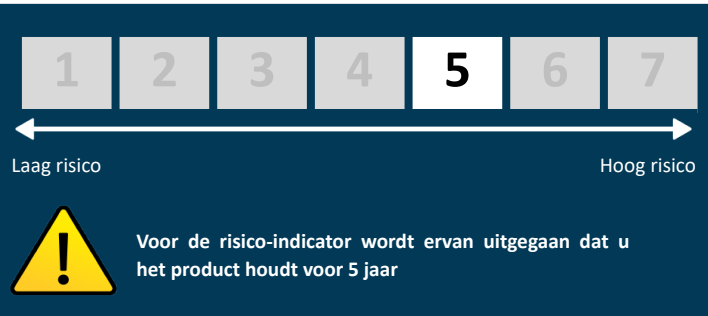 1 2 3 4 5 6 7
Laag risico Hoog risico
Voor de risico-indicator wordt ervan uitgegaan dat u
het product houdt voor 5 jaar